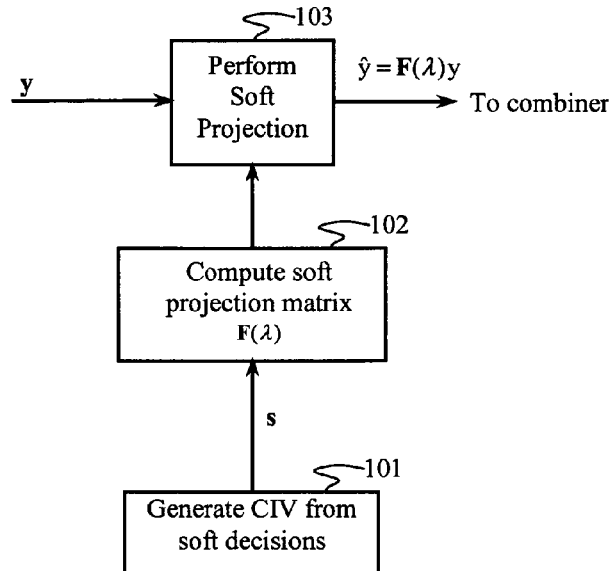 103
y
Perform
Soft
Projection
ŷ = F(λ)y
To combiner
102
Compute soft
projection matrix
F(λ)
s
101
Generate CIV from
soft decisions